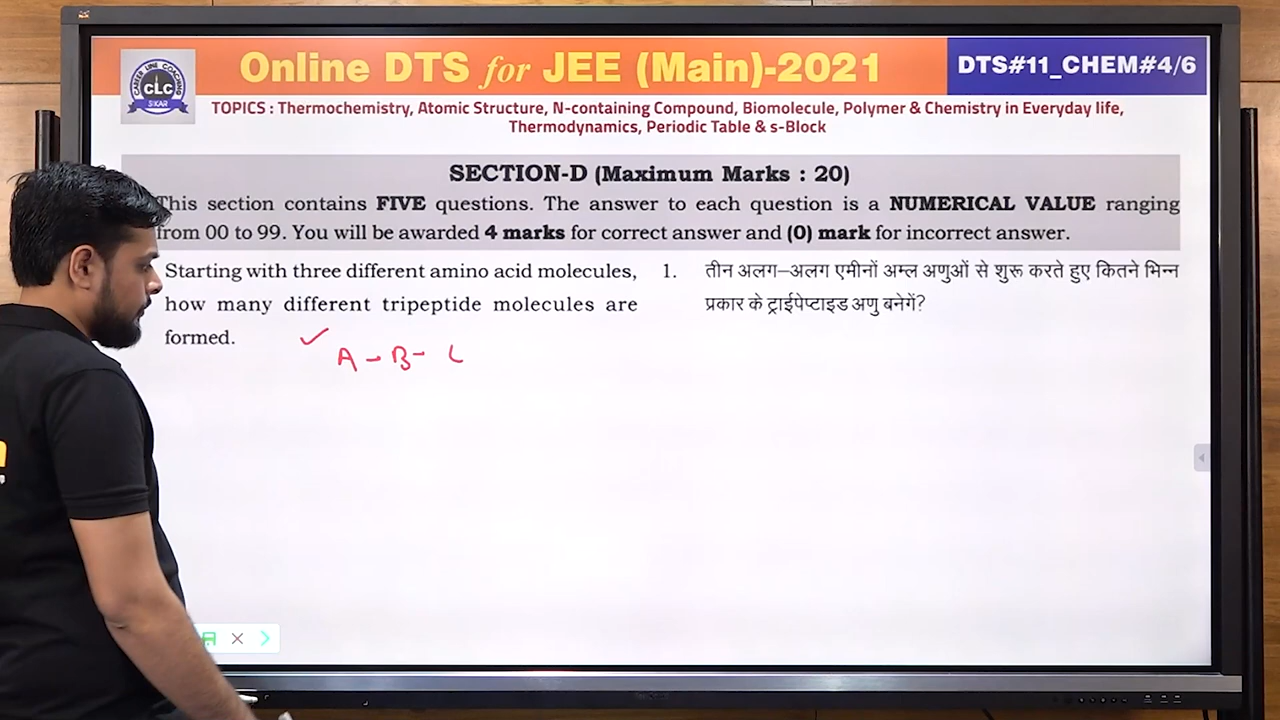 Online DTS for JEE (Main)-2021
DTS#11_CHEM#4/6
CAREER LINE COACHING
CLC
SIKAR
TOPICS : Thermochemistry, Atomic Structure, N-containing Compound, Biomolecule, Polymer & Chemistry in Everyday life,
Thermodynamics, Periodic Table & s-Block
SECTION-D (Maximum Marks : 20)
This section contains FIVE questions. The answer to each question is a NUMERICAL VALUE ranging
from 00 to 99. You will be awarded 4 marks for correct answer and (0) mark for incorrect answer.
Starting with three different amino acid molecules,
how many different tripeptide molecules are
formed.
A - B - C
1. तीन अलग–अलग एमीनों अम्ल अणुओं से शुरू करते हुए कितने भिन्न
प्रकार के ट्राईपेप्टाइड अणु बनेगें?